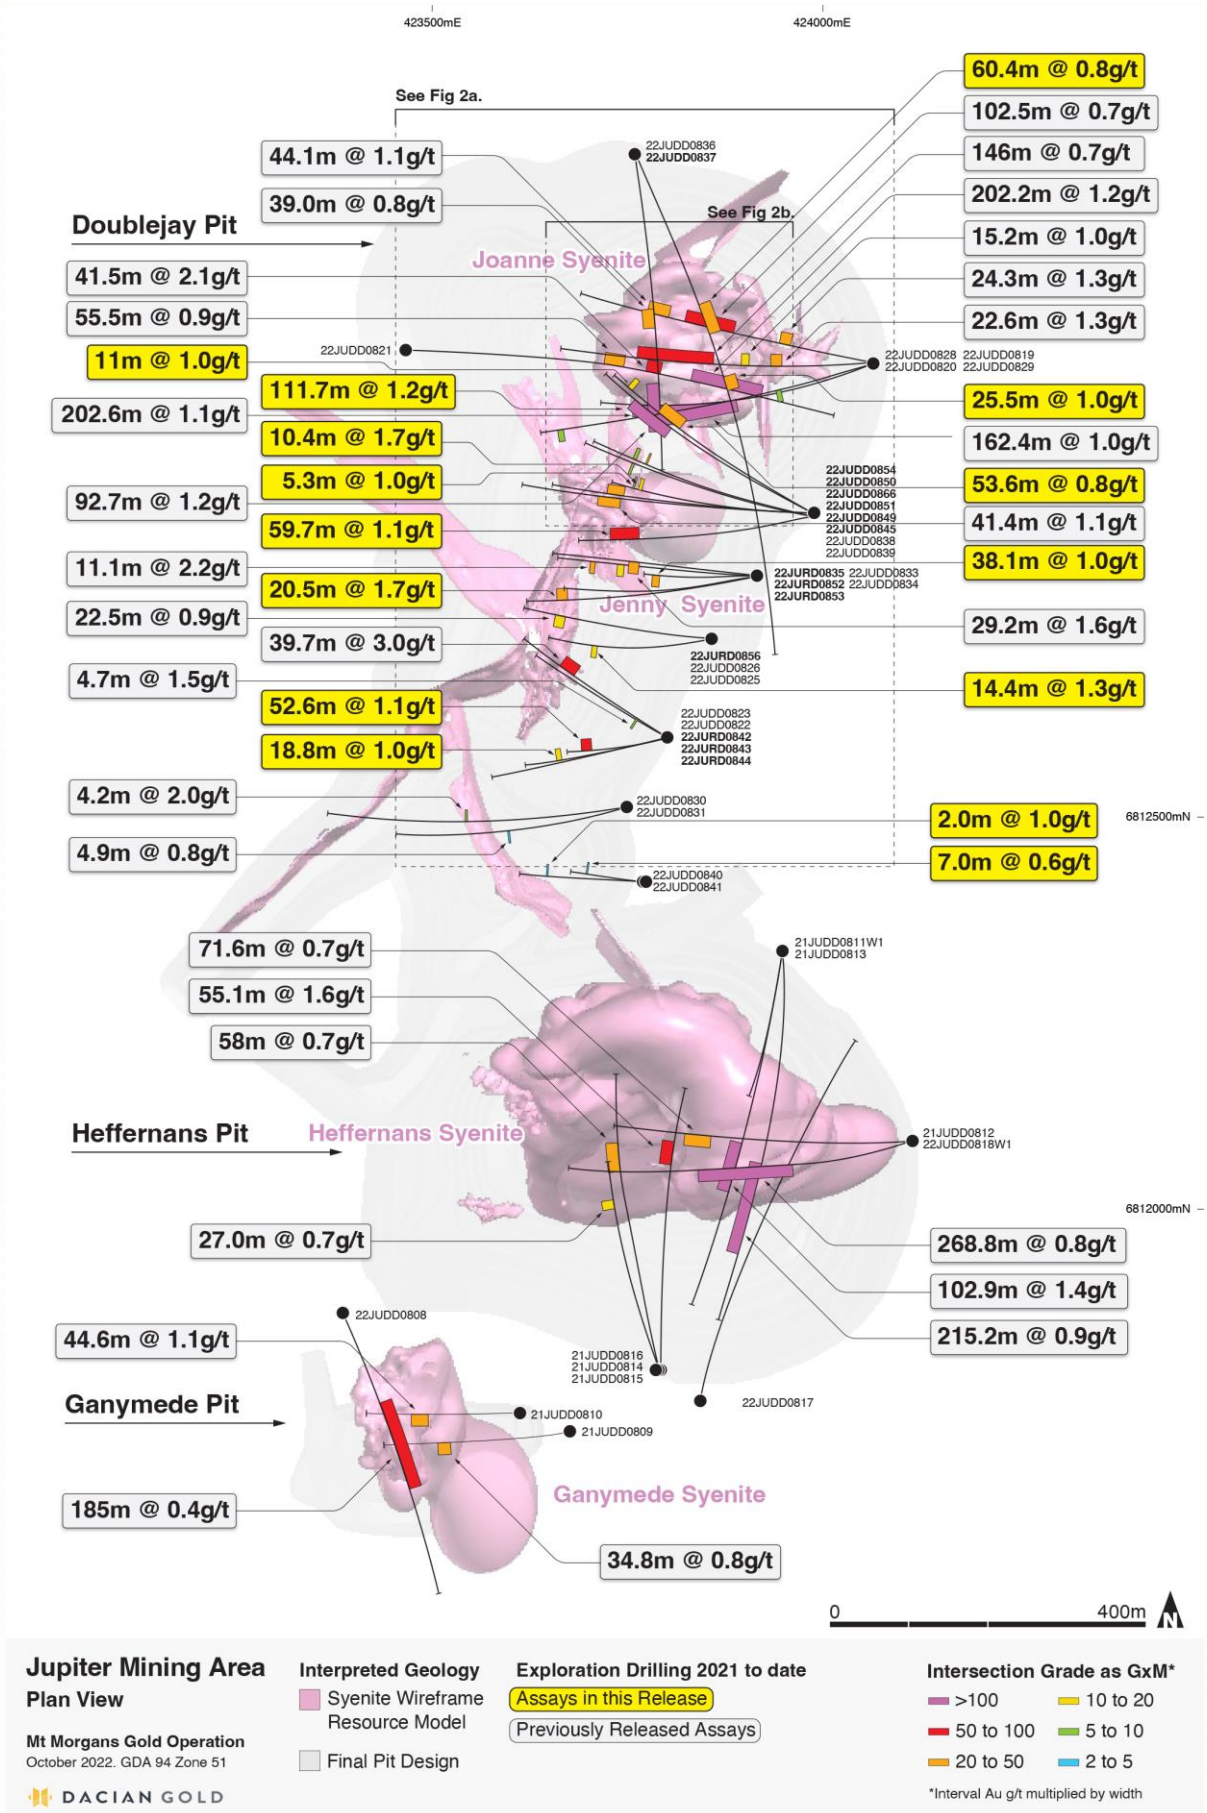 423500mE
424000mE
See Fig 2a.
60.4m @ 0.8g/t
102.5m @ 0.7g/t
146m @ 0.7g/t
202.2m @ 1.2g/t
15.2m @ 1.0g/t
24.3m @ 1.3g/t
22.6m @ 1.3g/t
44.1m @ 1.1g/t
39.0m @ 0.8g/t
22JUDD0836
22JUDD0837
See Fig 2b.
Doublejay Pit
Joanne Syenite
41.5m @ 2.1g/t
55.5m @ 0.9g/t
11m @ 1.0g/t
22JUDD0821
22JUDD0828 22JUDD0819
22JUDD0820 22JUDD0829
111.7m @ 1.2g/t
202.6m @ 1.1g/t
10.4m @ 1.7g/t
5.3m @ 1.0g/t
92.7m @ 1.2g/t
59.7m @ 1.1g/t
11.1m @ 2.2g/t
20.5m @ 1.7g/t
22.5m @ 0.9g/t
39.7m @ 3.0g/t
4.7m @ 1.5g/t
52.6m @ 1.1g/t
18.8m @ 1.0g/t
4.2m @ 2.0g/t
4.9m @ 0.8g/t
25.5m @ 1.0g/t
162.4m @ 1.0g/t
53.6m @ 0.8g/t
41.4m @ 1.1g/t
38.1m @ 1.0g/t
29.2m @ 1.6g/t
14.4m @ 1.3g/t
22JUDD0854
22JUDD0850
22JUDD0866
22JUDD0851
22JUDD0849
22JUDD0845
22JUDD0838
22JUDD0839
22JURD0835 22JUDD0833
22JURD0852 22JUDD0834
22JURD0853
Jenny Syenite
22JURD0856
22JUDD0826
22JUDD0825
22JUDD0823
22JUDD0822
22JURD0842
22JURD0843
22JURD0844
22JUDD0830
22JUDD0831
2.0m @ 1.0g/t
7.0m @ 0.6g/t
6812500mN
22JUDD0840
22JUDD0841
71.6m @ 0.7g/t
55.1m @ 1.6g/t
58m @ 0.7g/t
21JUDD0811W1
21JUDD0813
Heffernans Pit
Heffernans Syenite
21JUDD0812
22JUDD0818W1
6812000mN
27.0m @ 0.7g/t
268.8m @ 0.8g/t
102.9m @ 1.4g/t
215.2m @ 0.9g/t
22JUDD0808
44.6m @ 1.1g/t
21JUDD0816
21JUDD0814
21JUDD0815
22JUDD0817
Ganymede Pit
21JUDD0810
21JUDD0809
Ganymede Syenite
185m @ 0.4g/t
34.8m @ 0.8g/t
0 400m
N
Jupiter Mining Area
Plan View
Mt Morgans Gold Operation
October 2022. GDA 94 Zone 51
DACIAN GOLD
Interpreted Geology
Syenite Wireframe
Resource Model
Final Pit Design
Exploration Drilling 2021 to date
Assays in this Release
Previously Released Assays
Intersection Grade as GxM*
>100
50 to 100
20 to 50
10 to 20
5 to 10
2 to 5
*Interval Au g/t multiplied by width